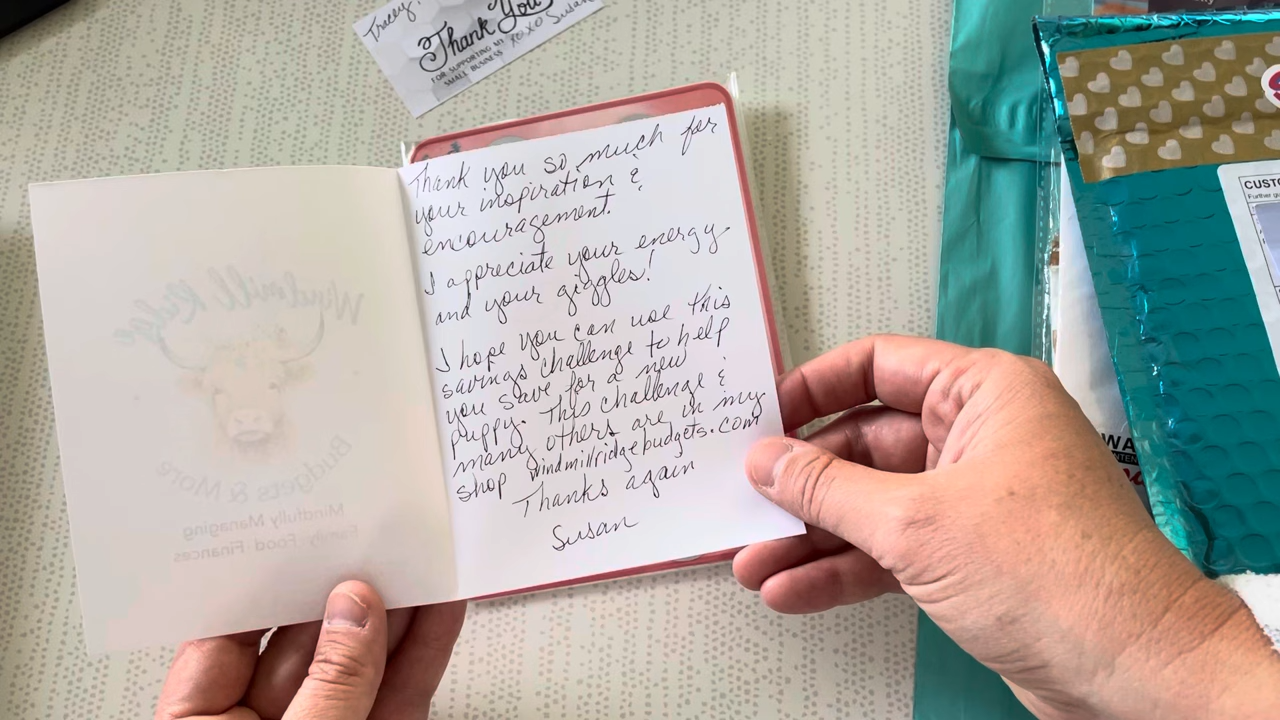 Tracey!
Thank You
FOR SUPPORTING MY
SMALL BUSINESS
XOXO Susan
Thank you so much for
your inspiration &
encouragement.
I appreciate your energy
and your giggles!
I hope you can use this
savings challenge to help
you save for a new
puppy. This challenge &
many others are in my
shop windmillridgebudgets.com
Thanks again
Susan
Windmill Ridge
Budgets & More
Mindfully Managing
Family Food Finances
CUSTO
Further gu
WA